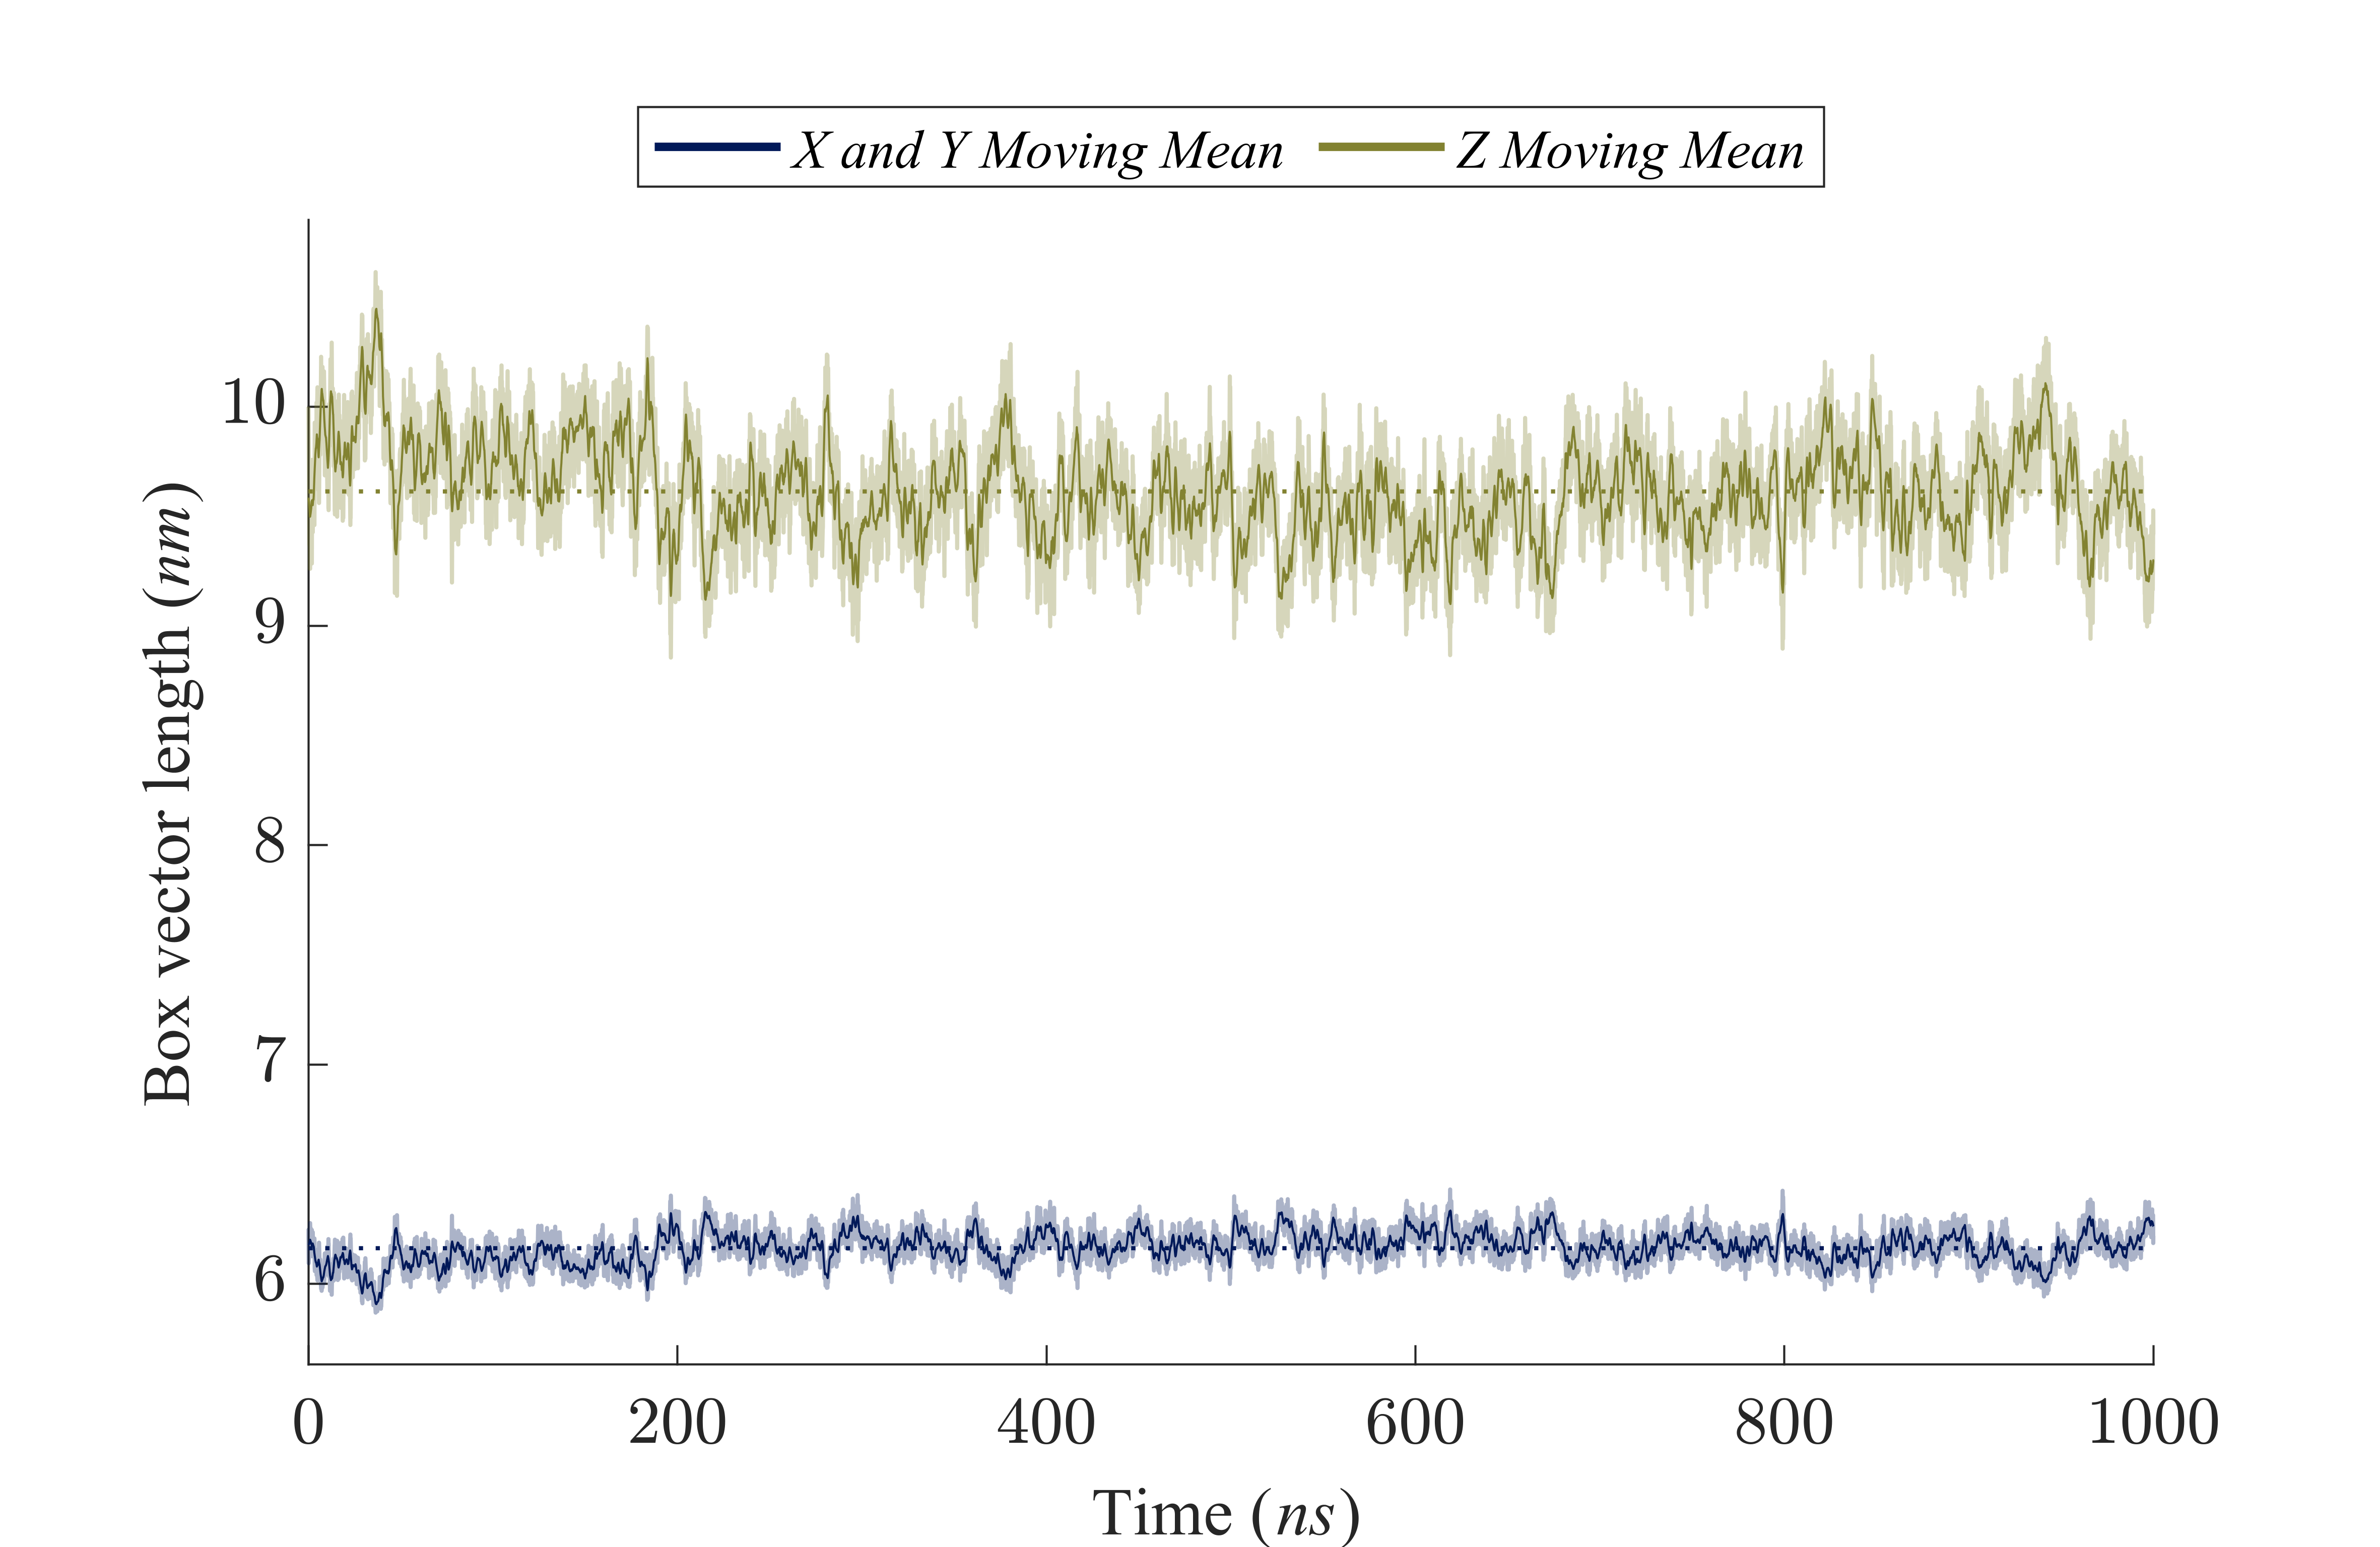 X and Y Moving Mean Z Moving Mean
Box vector length (nm)
10
9
8
7
6
0 200 400 600 800 1000
Time (ns)